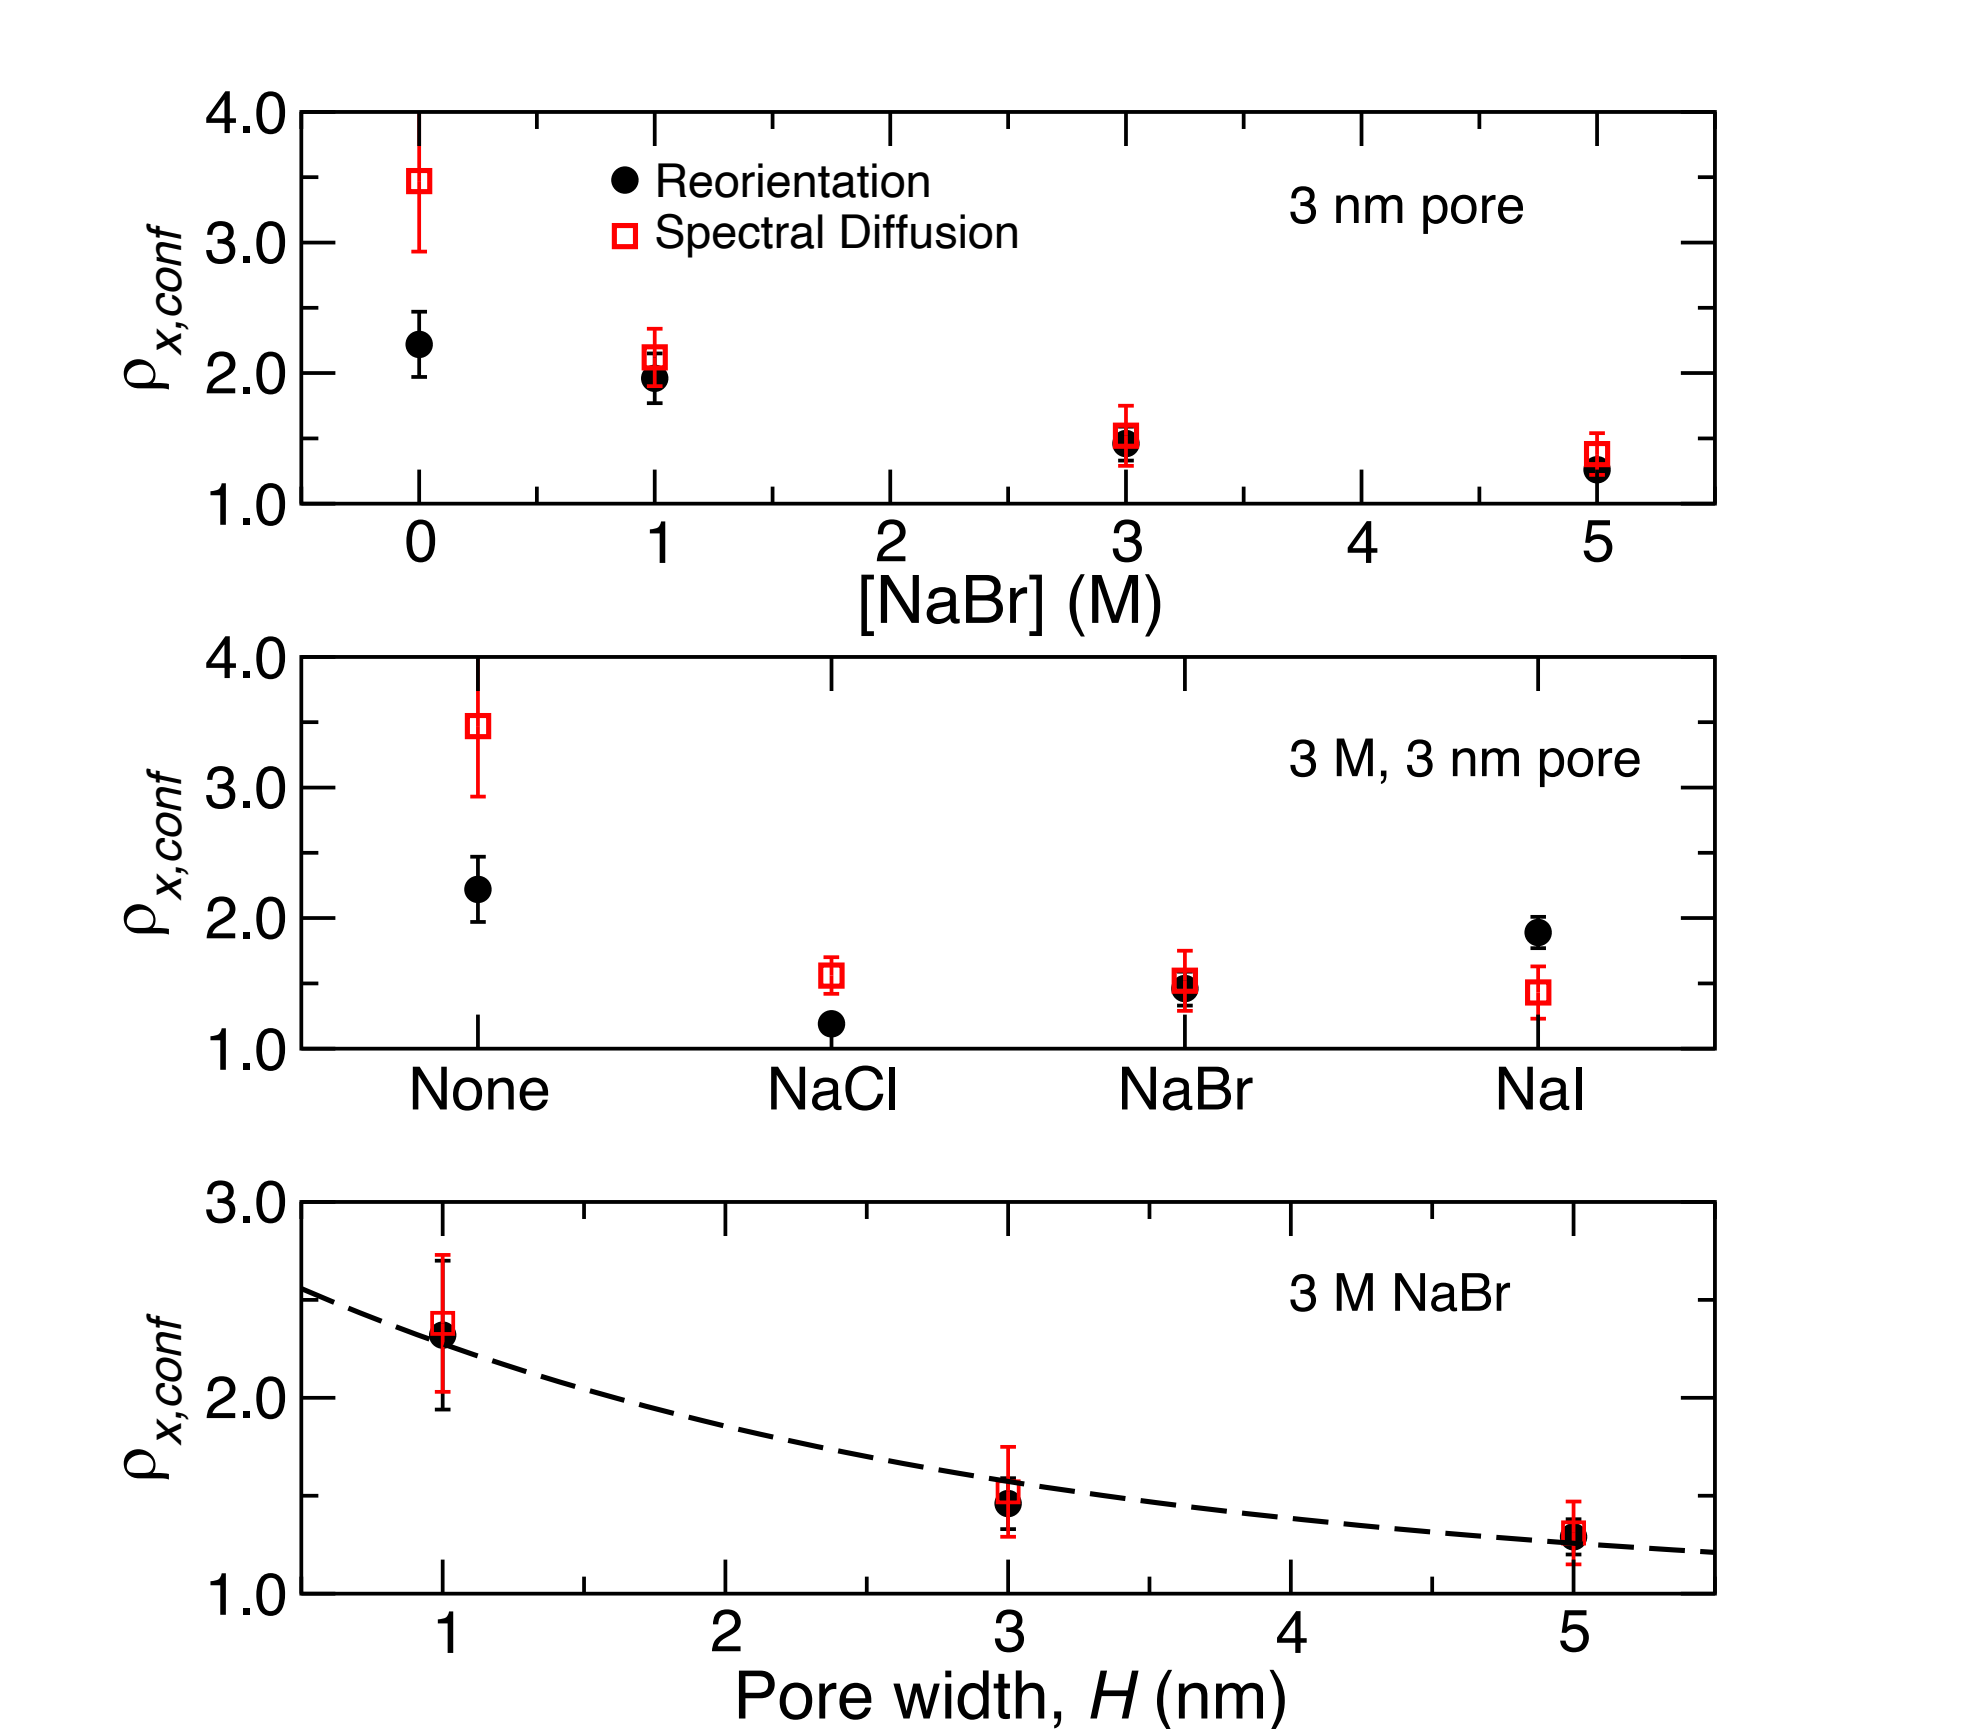 4.0
3.0
2.0
1.0
ρx,conf
Reorientation
Spectral Diffusion
3 nm pore
0 1 2 3 4 5
[NaBr] (M)
4.0
3.0
2.0
1.0
ρx,conf
3 M, 3 nm pore
None NaCl NaBr NaI
3.0
2.0
1.0
ρx,conf
3 M NaBr
1 2 3 4 5
Pore width, H (nm)